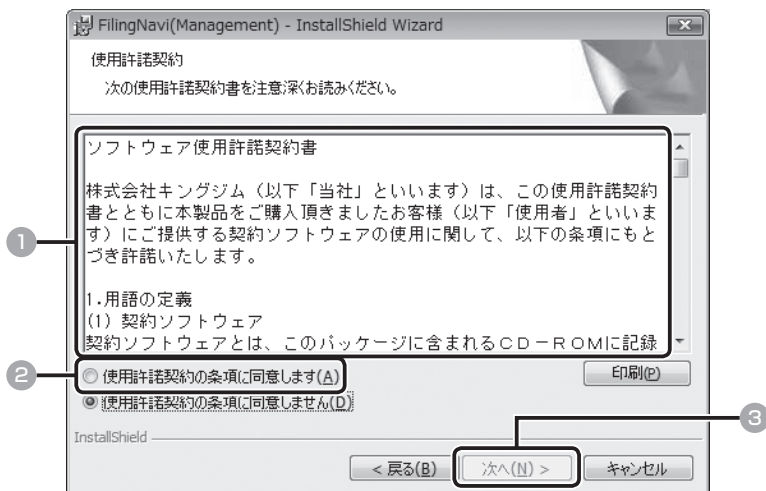 FilingNavi(Management) - InstallShield Wizard
使用許諾契約
次の使用許諾契約書を注意深くお読みください。
ソフトウェア使用許諾契約書
株式会社キングジム（以下「当社」といいます）は、この使用許諾契約
書とともに本製品をご購入頂きましたお客様（以下「使用者」といいま
す）にご提供する契約ソフトウェアの使用に関して、以下の条項にもと
づき許諾いたします。
1.用語の定義
(1) 契約ソフトウェア
契約ソフトウェアとは、このパッケージに含まれるＣＤ－ＲＯＭに記録
1
2
使用許諾契約の条項に同意します(A)
印刷(P)
使用許諾契約の条項に同意しません(D)
3
InstallShield
< 戻る(B)
次へ(N) >
キャンセル